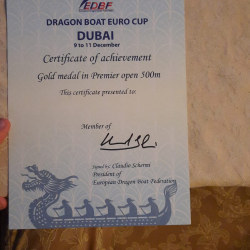 EDBF
DRAGON BOAT EURO CUP
DUBAI
9 to 11 December
Certificate of achievement
Gold medal in Premier open 500m
This certificate presented to:
Member of
Signed by: Claudio Schermi
President of
European Dragon Boat Federation